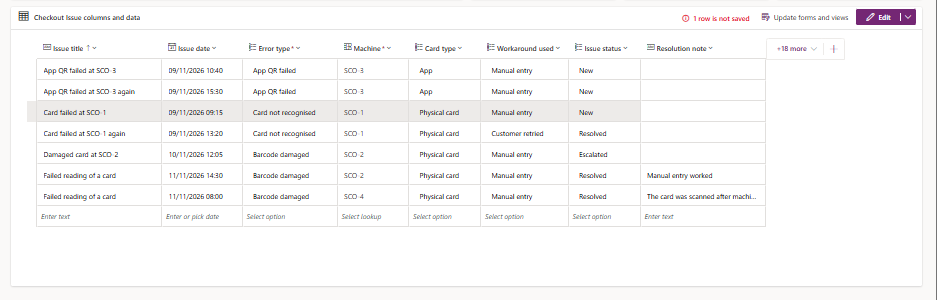 Checkout Issue columns and data
1 row is not saved
Update forms and views
Edit
Issue title Issue date Error type * Machine * Card type Workaround used Issue status Resolution note +18 more
App QR failed at SCO-3 09/11/2026 10:40 App QR failed SCO-3 App Manual entry New
App QR failed at SCO-3 again 09/11/2026 15:30 App QR failed SCO-3 App Manual entry New
Card failed at SCO-1 09/11/2026 09:15 Card not recognised SCO-1 Physical card Manual entry New
Card failed at SCO-1 again 09/11/2026 13:20 Card not recognised SCO-1 Physical card Customer retried Resolved
Damaged card at SCO-2 10/11/2026 12:05 Barcode damaged SCO-2 Physical card Manual entry Escalated
Failed reading of a card 11/11/2026 14:30 Barcode damaged SCO-2 Physical card Manual entry Resolved Manual entry worked
Failed reading of a card 11/11/2026 08:00 Barcode damaged SCO-4 Physical card Manual entry Resolved The card was scanned after machi...
Enter text Enter or pick date Select option Select lookup Select option Select option Select option Enter text